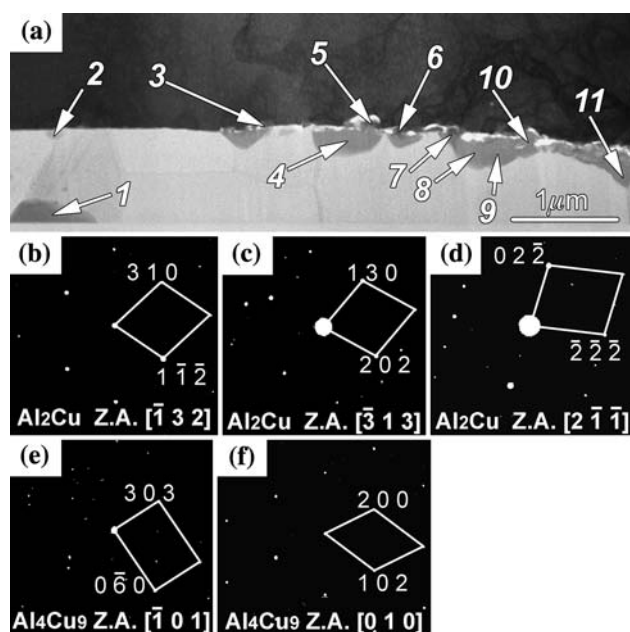 (a)
2 3 5 6 10 11
1 4 7 8 9
1μm
(b) (c) (d)
3 1 0
1 1̄ 2̄
Al₂Cu Z.A. [1̄ 3 2]
1 3 0
2 0 2
Al₂Cu Z.A. [3̄ 1 3]
0 2 2̄
2̄ 2̄ 2̄
Al₂Cu Z.A. [2 1̄ 1̄]
(e) (f)
3 0 3
0 6̄ 0
Al₄Cu₉ Z.A. [1̄ 0 1]
2 0 0
1 0 2
Al₄Cu₉ Z.A. [0 1 0]